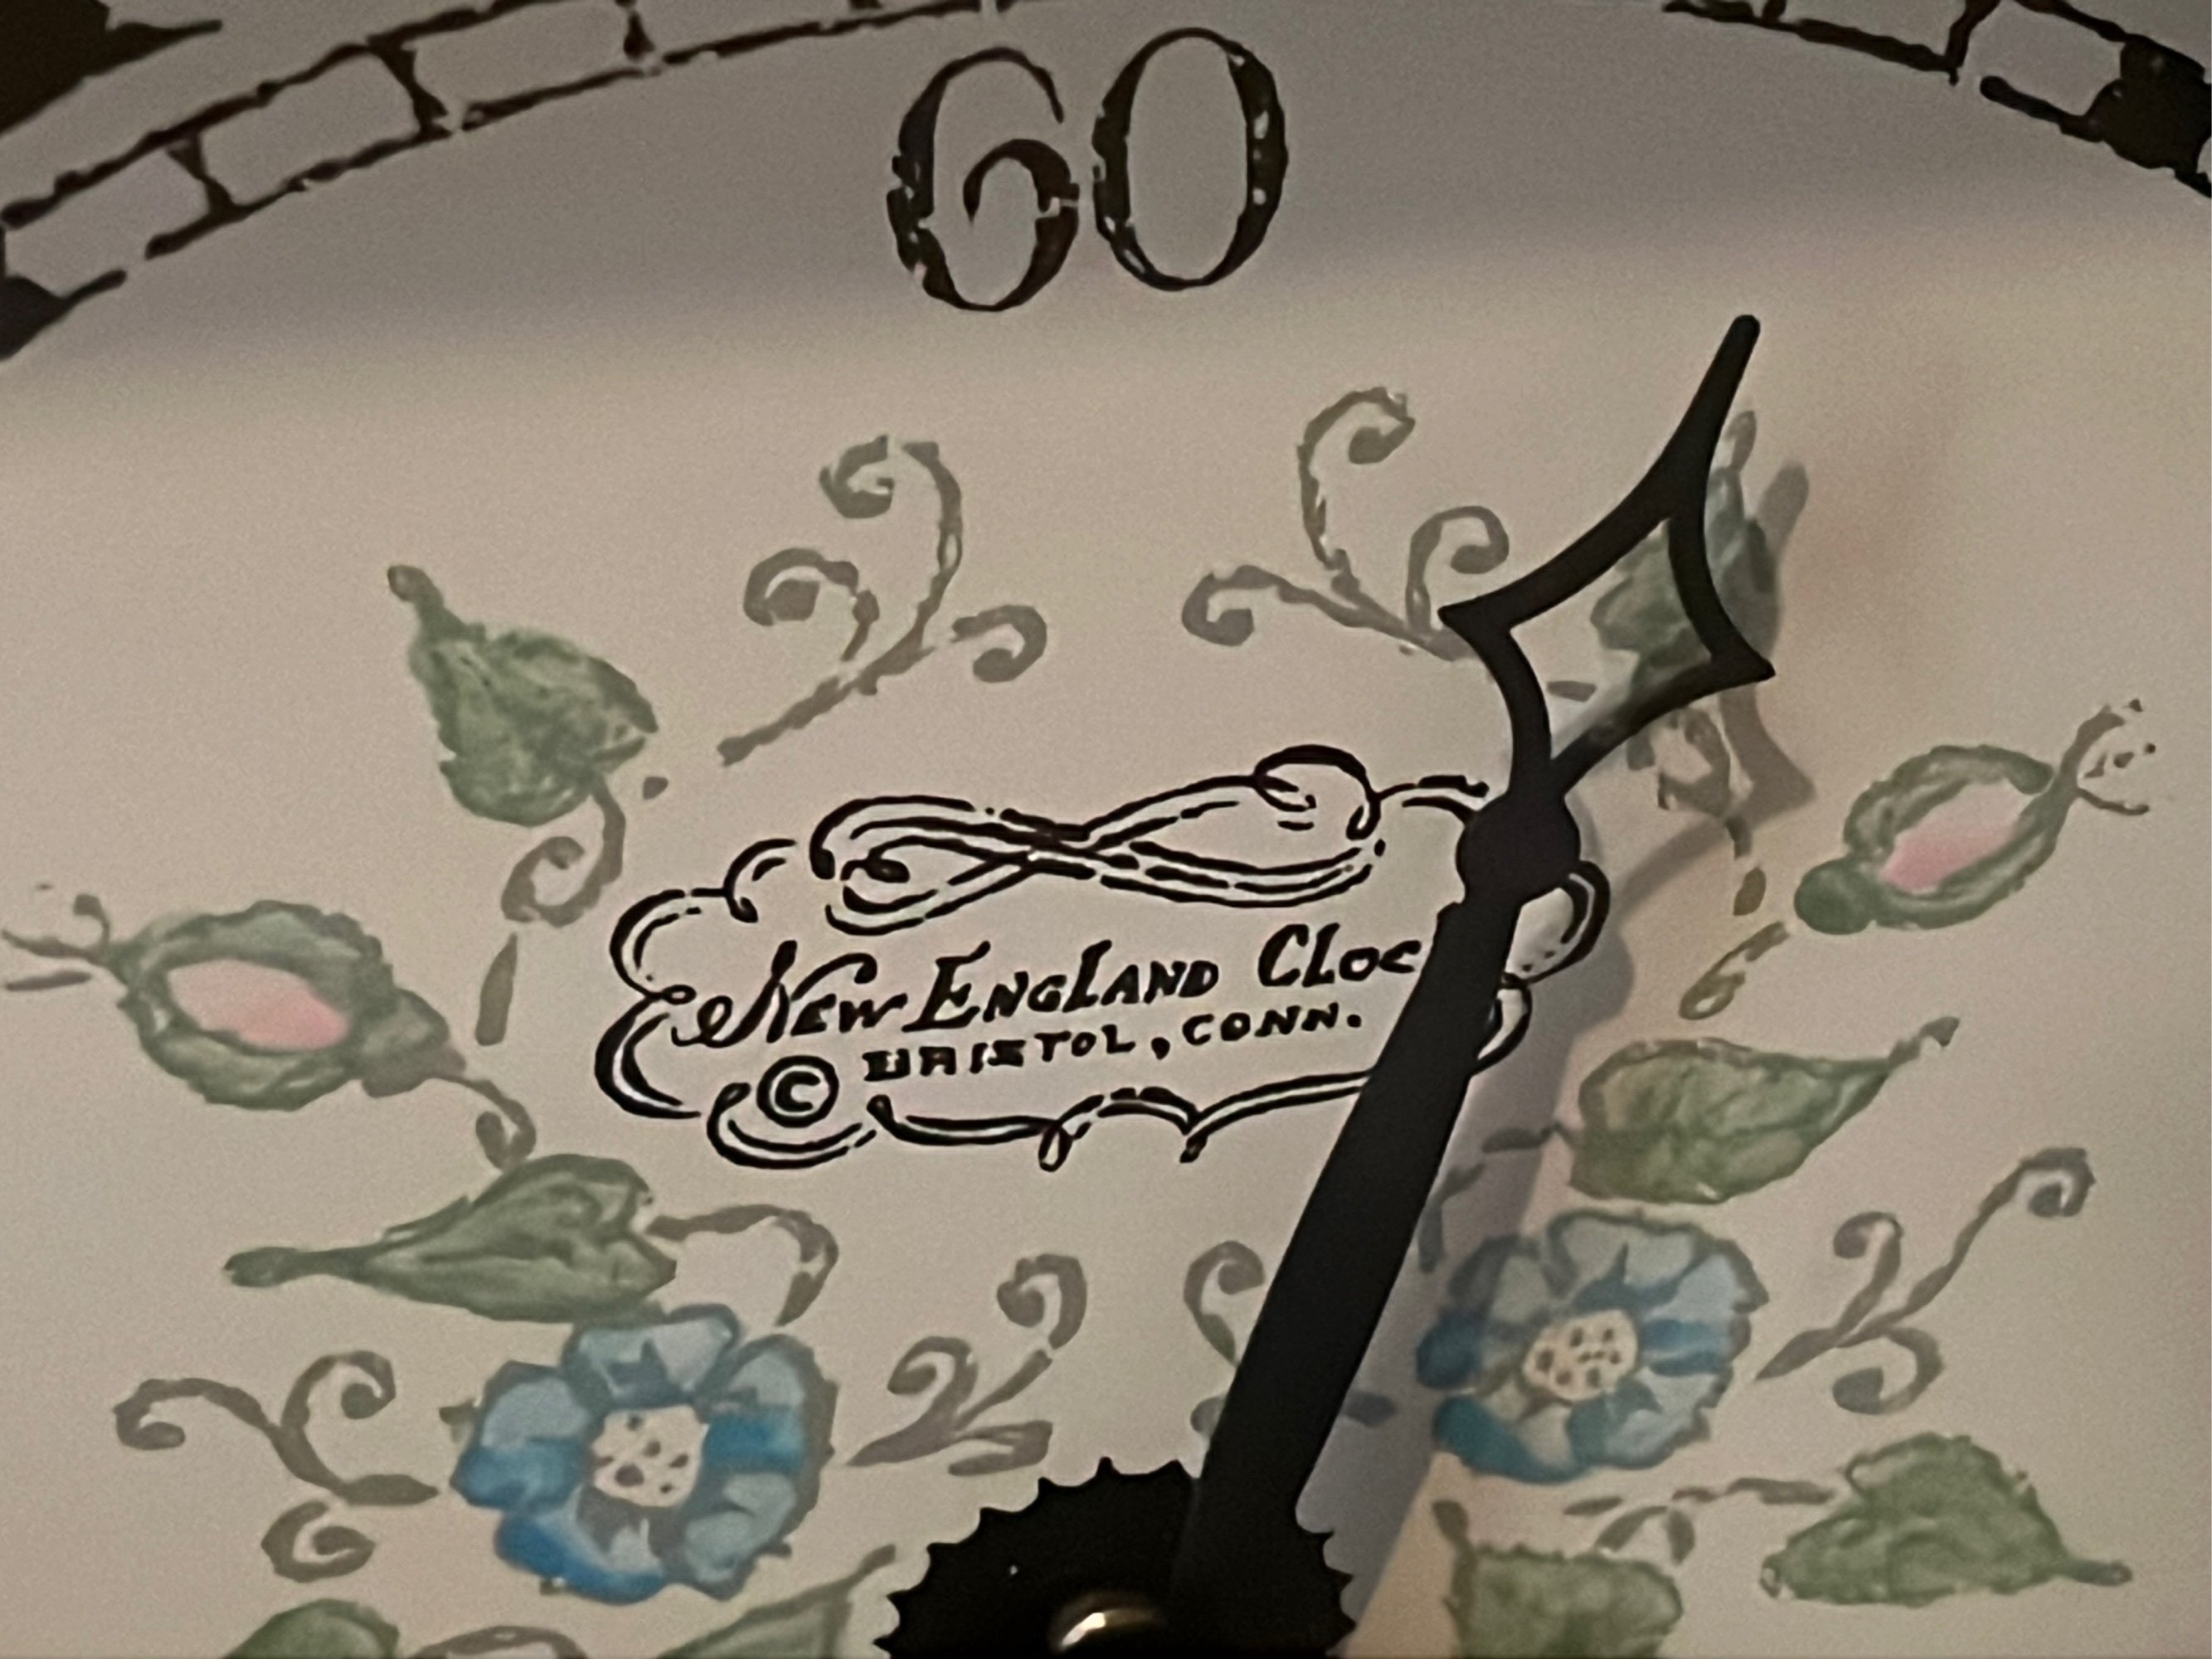 60
NEW ENGLAND CLOC
© BRISTOL, CONN.